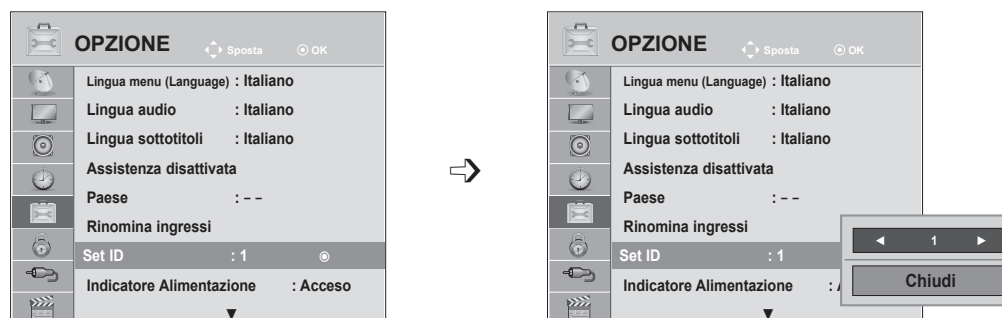 OPZIONE Sposta OK
Lingua menu (Language) : Italiano
Lingua audio : Italiano
Lingua sottotitoli : Italiano
Assistenza disattivata
Paese : – –
Rinomina ingressi
Set ID : 1
Indicatore Alimentazione : Acceso
OPZIONE Sposta OK
Lingua menu (Language) : Italiano
Lingua audio : Italiano
Lingua sottotitoli : Italiano
Assistenza disattivata
Paese : – –
Rinomina ingressi
Set ID : 1
Indicatore Alimentazione :
◄ 1 ►
Chiudi